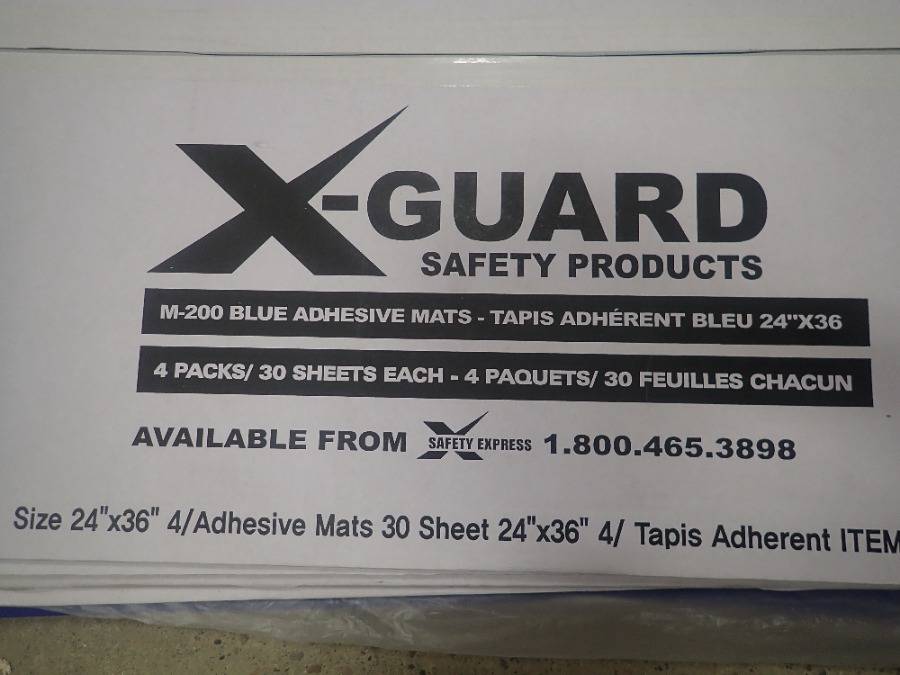 X-GUARD
SAFETY PRODUCTS
M-200 BLUE ADHESIVE MATS - TAPIS ADHÉRENT BLEU 24"X36
4 PACKS/ 30 SHEETS EACH - 4 PAQUETS/ 30 FEUILLES CHACUN
AVAILABLE FROM X SAFETY EXPRESS 1.800.465.3898
Size 24"x36" 4/Adhesive Mats 30 Sheet 24"x36" 4/ Tapis Adherent ITEM